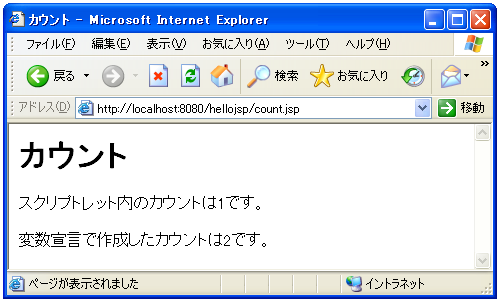 カウント - Microsoft Internet Explorer
ファイル(F) 編集(E) 表示(V) お気に入り(A) ツール(T) ヘルプ(H)
戻る 検索 お気に入り »
アドレス(D) http://localhost:8080/hellojsp/count.jsp 移動
カウント
スクリプトレット内のカウントは1です。
変数宣言で作成したカウントは2です。
ページが表示されました イントラネット